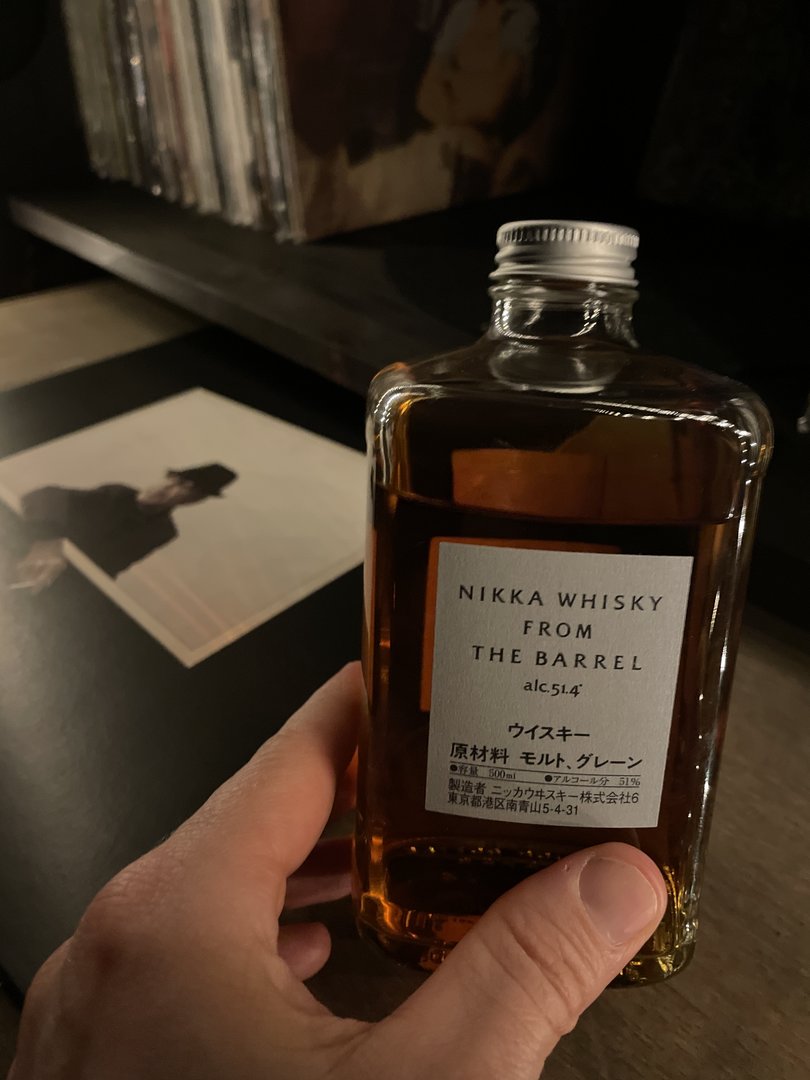 NIKKA WHISKY
FROM
THE BARREL
alc.51.4°
ウイスキー
原材料 モルト、グレーン
●容量 500ml ●アルコール分 51%
製造者 ニッカウヰスキー株式会社6
東京都港区南青山5-4-31